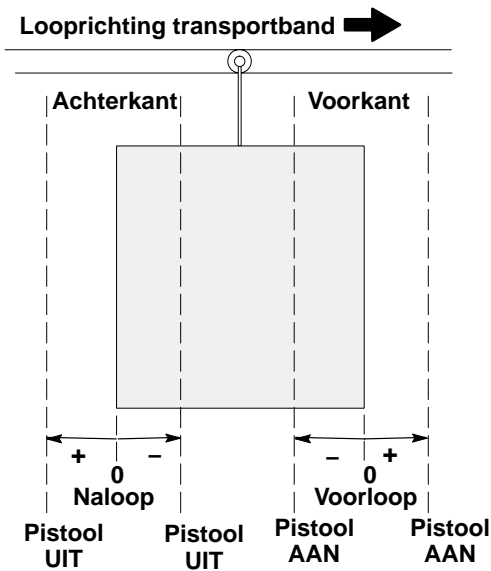 Looprichting transportband
Achterkant Voorkant
+ 0 – – 0 +
Naloop Voorloop
Pistool Pistool Pistool Pistool
UIT UIT AAN AAN